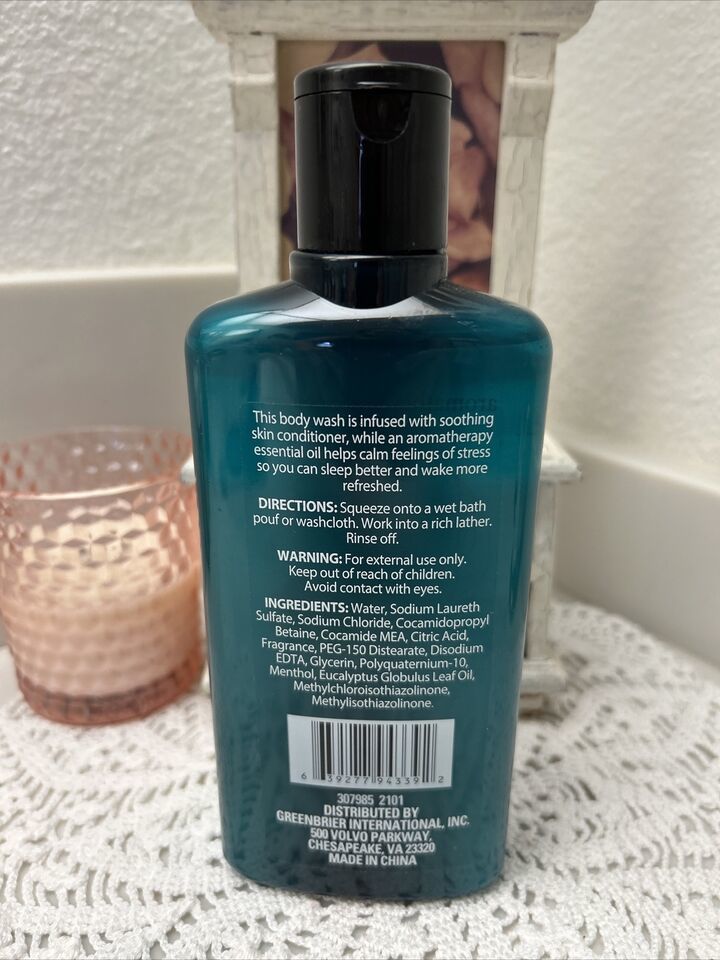 This body wash is infused with soothing
skin conditioner, while an aromatherapy
essential oil helps calm feelings of stress
so you can sleep better and wake more
refreshed.
DIRECTIONS: Squeeze onto a wet bath
pouf or washcloth. Work into a rich lather.
Rinse off.
WARNING: For external use only.
Keep out of reach of children.
Avoid contact with eyes.
INGREDIENTS: Water, Sodium Laureth
Sulfate, Sodium Chloride, Cocamidopropyl
Betaine, Cocamide MEA, Citric Acid,
Fragrance, PEG-150 Distearate, Disodium
EDTA, Glycerin, Polyquaternium-10,
Menthol, Eucalyptus Globulus Leaf Oil,
Methylchloroisothiazolinone,
Methylisothiazolinone.
6 39277 94339 2
307985 2101
DISTRIBUTED BY
GREENBRIER INTERNATIONAL, INC.
500 VOLVO PARKWAY,
CHESAPEAKE, VA 23320
MADE IN CHINA